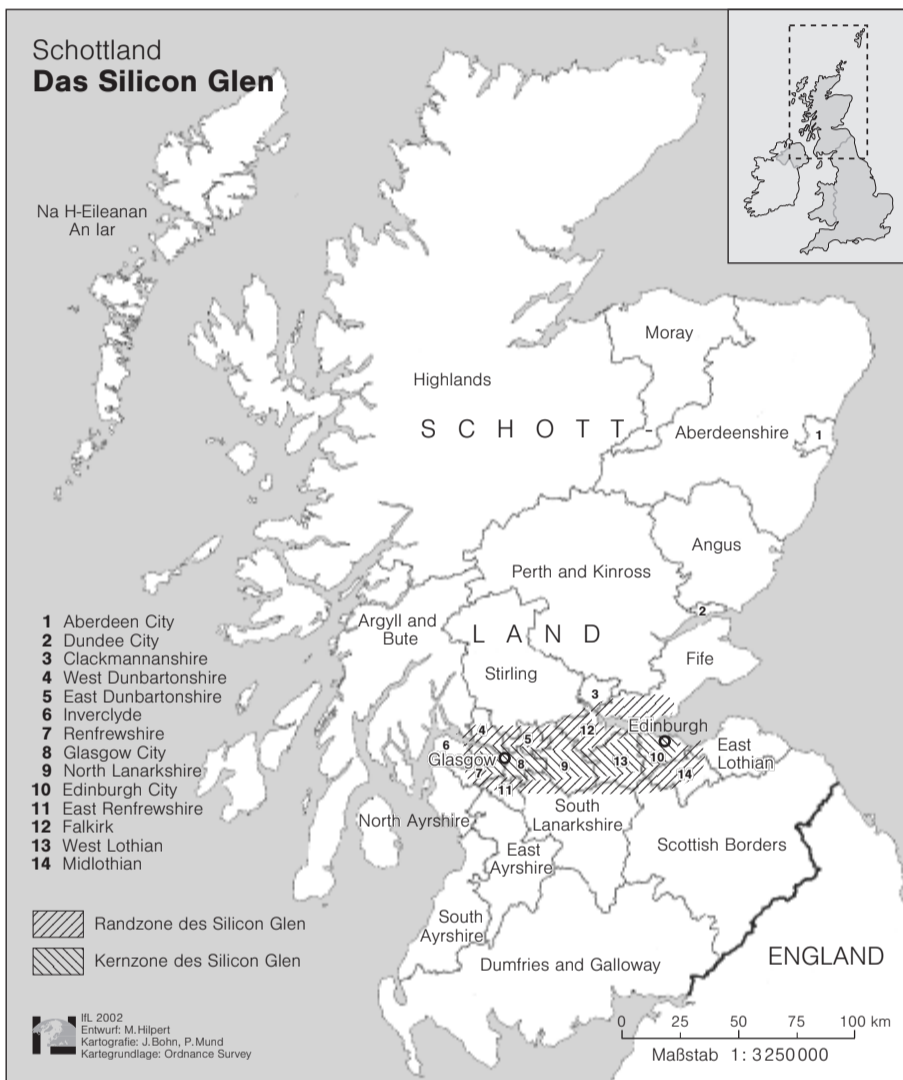 Schottland
Das Silicon Glen
Na H-Eileanan
An Iar
Moray
Highlands
SCHOTT-
Aberdeenshire
1
Angus
Perth and Kinross
2
Argyll and
Bute
LAND
Fife
Stirling
3
1 Aberdeen City
2 Dundee City
3 Clackmannanshire
4 West Dunbartonshire
5 East Dunbartonshire
6 Inverclyde
7 Renfrewshire
8 Glasgow City
9 North Lanarkshire
10 Edinburgh City
11 East Renfrewshire
12 Falkirk
13 West Lothian
14 Midlothian
4
5
12
Edinburgh
6
Glasgow
8
9
13
10
East
Lothian
7
14
11
South
Lanarkshire
North Ayrshire
East
Ayrshire
Scottish Borders
South
Ayrshire
Dumfries and Galloway
ENGLAND
Randzone des Silicon Glen
Kernzone des Silicon Glen
IfL 2002
Entwurf: M.Hilpert
Kartografie: J.Bohn, P.Mund
Kartegrundlage: Ordnance Survey
0 25 50 75 100 km
Maßstab 1: 3250000